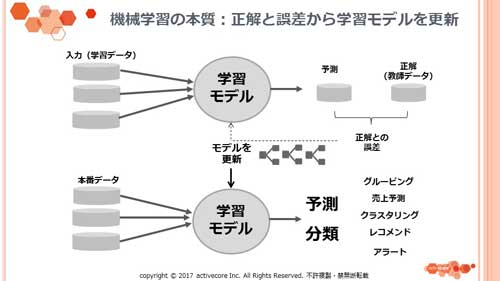 機械学習の本質：正解と誤差から学習モデルを更新
入力（学習データ）
学習
モデル
予測
正解
（教師データ）
正解との
誤差
モデルを
更新
本番データ
学習
モデル
予測
分類
グルーピング
売上予測
クラスタリング
レコメンド
アラート
copyright © 2017 activecore Inc. All Rights Reserved. 不許複製・禁禁断転載